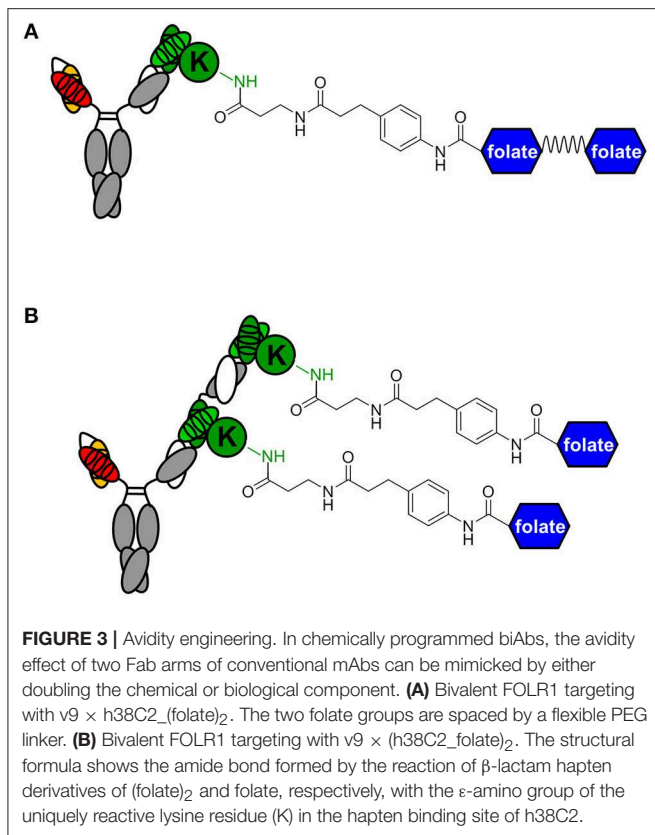 A
K
NH
O
N
H
O
N
H
O
folate
folate
B
K
NH
O
N
H
O
N
H
O
folate
K
NH
O
N
H
O
N
H
O
folate
FIGURE 3 | Avidity engineering. In chemically programmed biAbs, the avidity
effect of two Fab arms of conventional mAbs can be mimicked by either
doubling the chemical or biological component. (A) Bivalent FOLR1 targeting
with v9 × h38C2_(folate)₂. The two folate groups are spaced by a flexible PEG
linker. (B) Bivalent FOLR1 targeting with v9 × (h38C2_folate)₂. The structural
formula shows the amide bond formed by the reaction of β-lactam hapten
derivatives of (folate)₂ and folate, respectively, with the ε-amino group of the
uniquely reactive lysine residue (K) in the hapten binding site of h38C2.